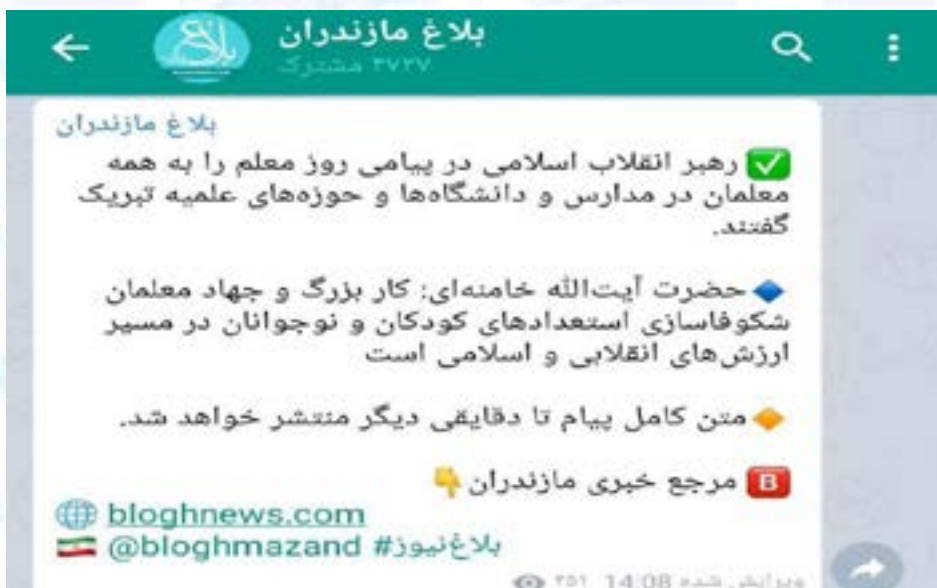 بلاغ مازندران
۳۷۲۷ مشترک
بلاغ مازندران
✅ رهبر انقلاب اسلامی در پیامی روز معلم را به همه
معلمان در مدارس و دانشگاه‌ها و حوزه‌های علمیه تبریک
گفتند.
🔷حضرت آیت‌الله خامنه‌ای: کار بزرگ و جهاد معلمان
شکوفاسازی استعدادهای کودکان و نوجوانان در مسیر
ارزش‌های انقلابی و اسلامی است
🔶متن کامل پیام تا دقایقی دیگر منتشر خواهد شد.
🅱 مرجع خبری مازندران👇
🌐 bloghnews.com
🇮🇷 @bloghmazand #بلاغ‌نیوز
۲۵۱ ویرایش شده 14:08